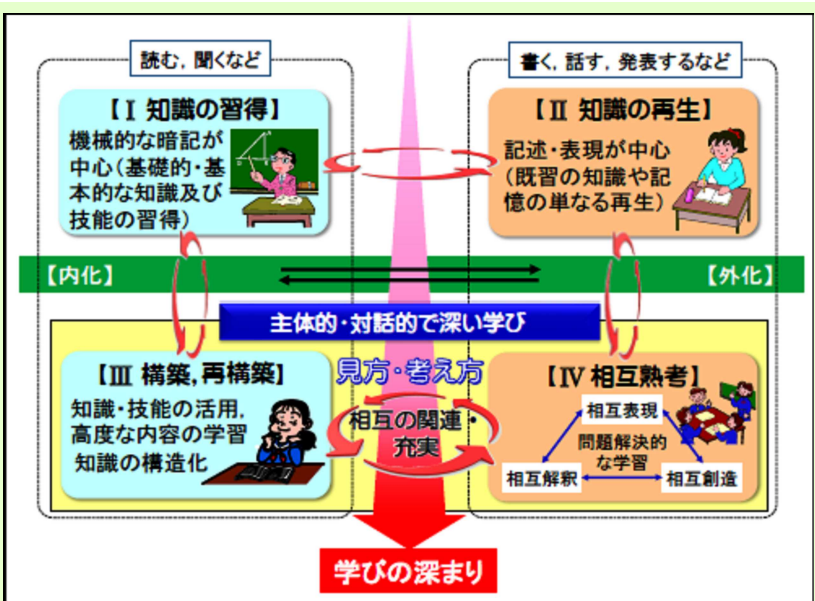 読む，聞くなど
書く，話す，発表するなど
【Ⅰ 知識の習得】
機械的な暗記が
中心（基礎的・基
本的な知識及び
技能の習得）
【Ⅱ 知識の再生】
記述・表現が中心
（既習の知識や記
憶の単なる再生）
【内化】
【外化】
主体的・対話的で深い学び
【Ⅲ 構築，再構築】
知識・技能の活用，
高度な内容の学習
知識の構造化
見方・考え方
相互の関連・
充実
【Ⅳ 相互熟考】
相互表現
問題解決的
な学習
相互解釈
相互創造
学びの深まり